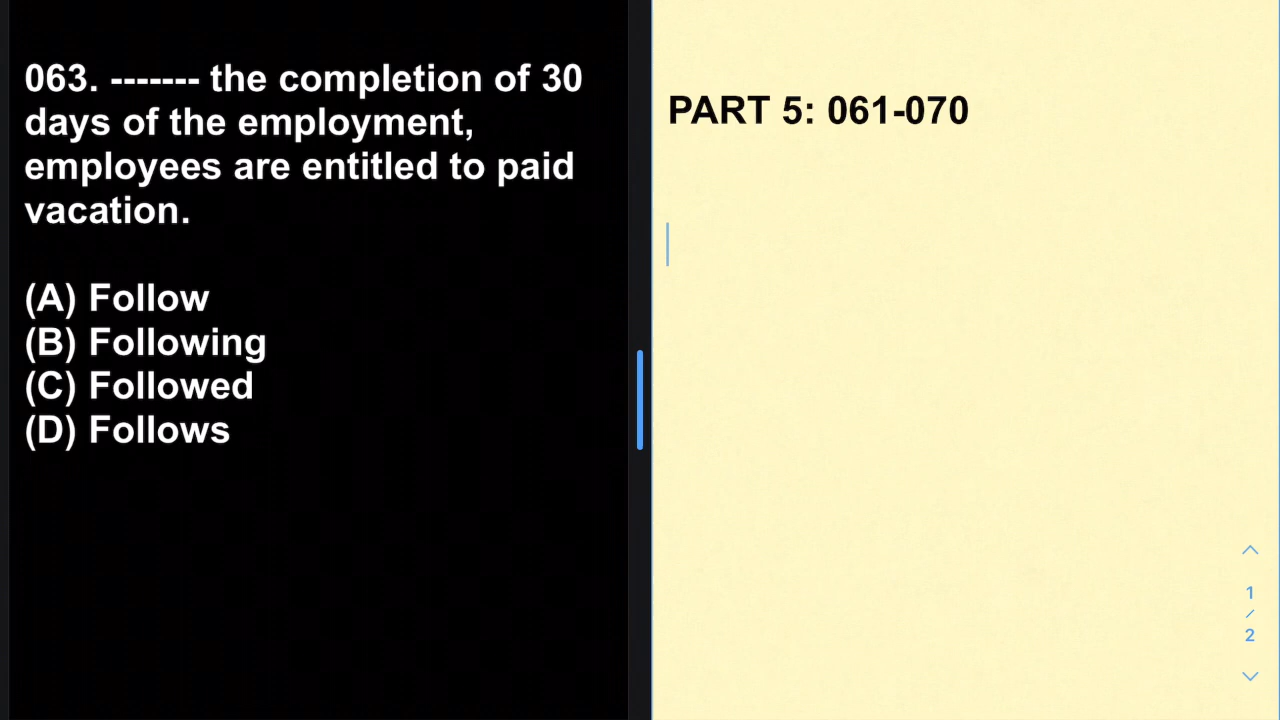 063. ------- the completion of 30
days of the employment,
employees are entitled to paid
vacation.
(A) Follow
(B) Following
(C) Followed
(D) Follows
PART 5: 061-070
1
/
2